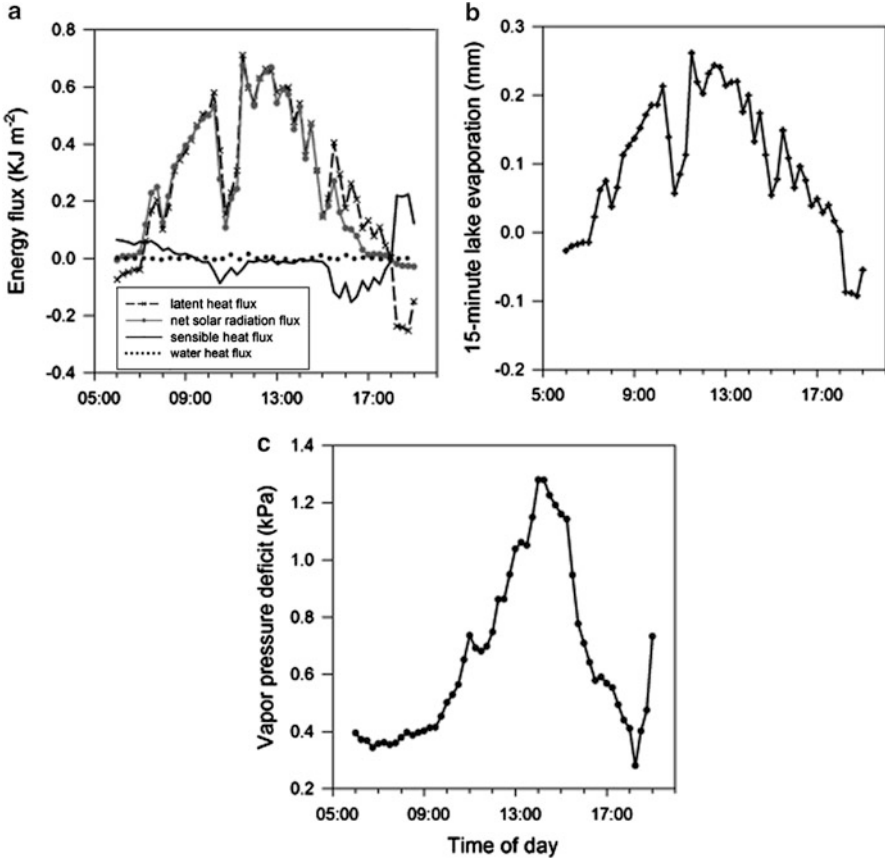 a
0.8
0.6
0.4
0.2
0.0
-0.2
-0.4
Energy flux (KJ m⁻²)
latent heat flux
net solar radiation flux
sensible heat flux
water heat flux
05:00 09:00 13:00 17:00
b
0.3
0.2
0.1
0.0
-0.1
-0.2
15-minute lake evaporation (mm)
5:00 9:00 13:00 17:00
c
1.4
1.2
1.0
0.8
0.6
0.4
0.2
Vapor pressure deficit (kPa)
05:00 09:00 13:00 17:00
Time of day